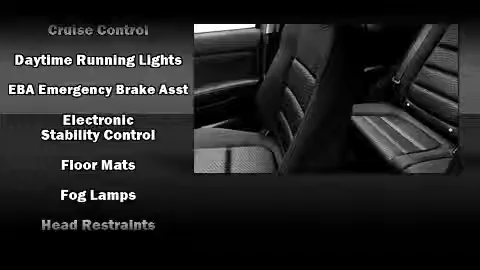 Cruise Control
Daytime Running Lights
EBA Emergency Brake Asst
Electronic
Stability Control
Floor Mats
Fog Lamps
Head Restraints